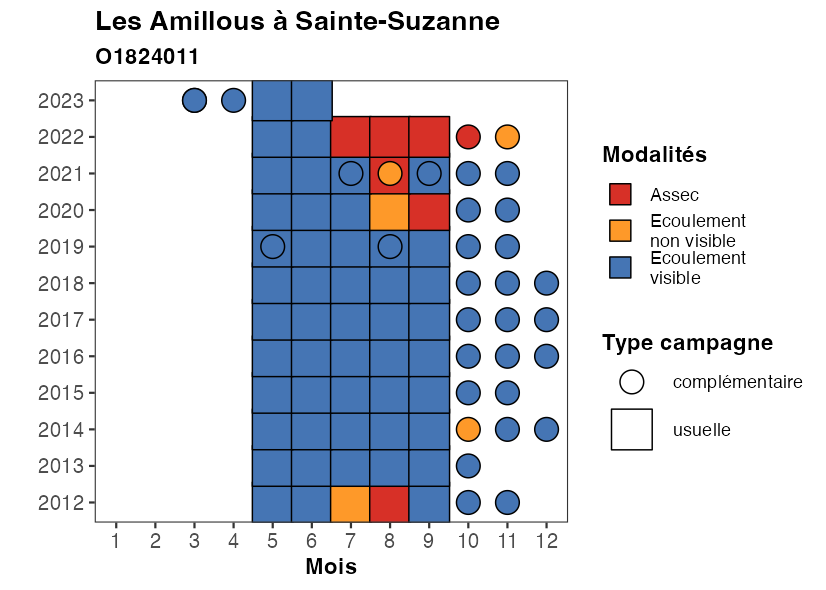 Les Amillous à Sainte-Suzanne
O1824011
2023
2022
2021
2020
2019
2018
2017
2016
2015
2014
2013
2012
1 2 3 4 5 6 7 8 9 10 11 12
Mois
Modalités
Assec
Ecoulement
non visible
Ecoulement
visible
Type campagne
complémentaire
usuelle